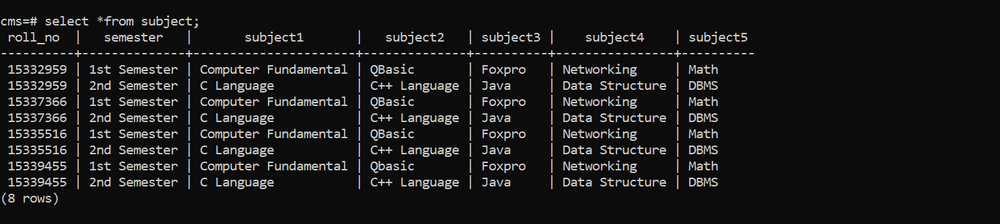 cms=# select *from subject;
 roll_no  |   semester   |       subject1       |   subject2   | subject3 |   subject4     | subject5
----------+--------------+----------------------+--------------+----------+----------------+----------
 15332959 | 1st Semester | Computer Fundamental | QBasic       | Foxpro   | Networking     | Math
 15332959 | 2nd Semester | C Language           | C++ Language | Java     | Data Structure | DBMS
 15337366 | 1st Semester | Computer Fundamental | QBasic       | Foxpro   | Networking     | Math
 15337366 | 2nd Semester | C Language           | C++ Language | Java     | Data Structure | DBMS
 15335516 | 1st Semester | Computer Fundamental | QBasic       | Foxpro   | Networking     | Math
 15335516 | 2nd Semester | C Language           | C++ Language | Java     | Data Structure | DBMS
 15339455 | 1st Semester | Computer Fundamental | Qbasic       | Foxpro   | Networking     | Math
 15339455 | 2nd Semester | C Language           | C++ Language | Java     | Data Structure | DBMS
(8 rows)